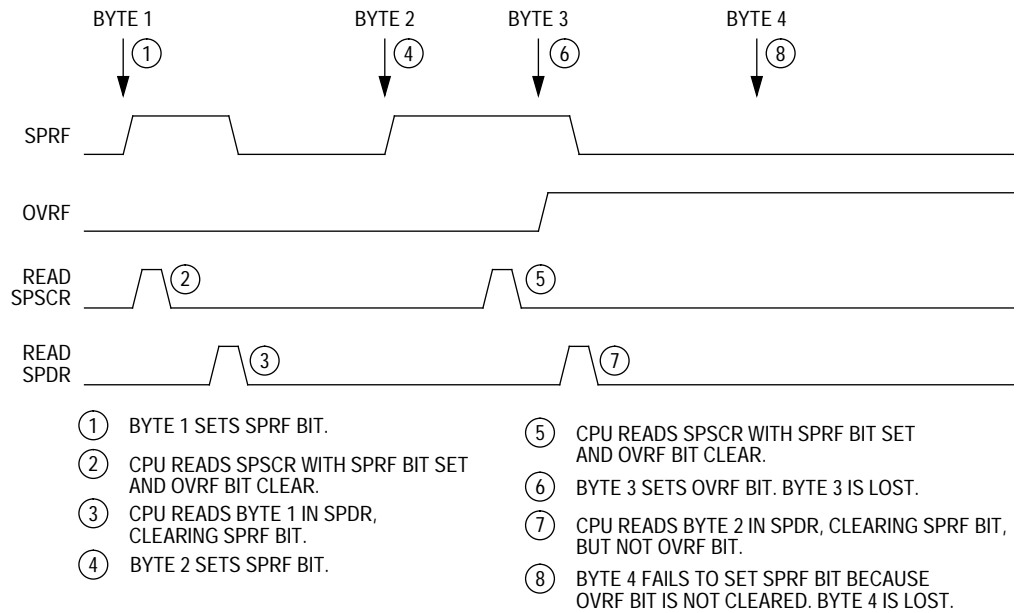 BYTE 1
BYTE 2
BYTE 3
BYTE 4
1
4
6
8
SPRF
OVRF
READ
SPSCR
2
5
READ
SPDR
3
7
1 BYTE 1 SETS SPRF BIT.
2 CPU READS SPSCR WITH SPRF BIT SET
AND OVRF BIT CLEAR.
3 CPU READS BYTE 1 IN SPDR,
CLEARING SPRF BIT.
4 BYTE 2 SETS SPRF BIT.
5 CPU READS SPSCR WITH SPRF BIT SET
AND OVRF BIT CLEAR.
6 BYTE 3 SETS OVRF BIT. BYTE 3 IS LOST.
7 CPU READS BYTE 2 IN SPDR, CLEARING SPRF BIT,
BUT NOT OVRF BIT.
8 BYTE 4 FAILS TO SET SPRF BIT BECAUSE
OVRF BIT IS NOT CLEARED. BYTE 4 IS LOST.